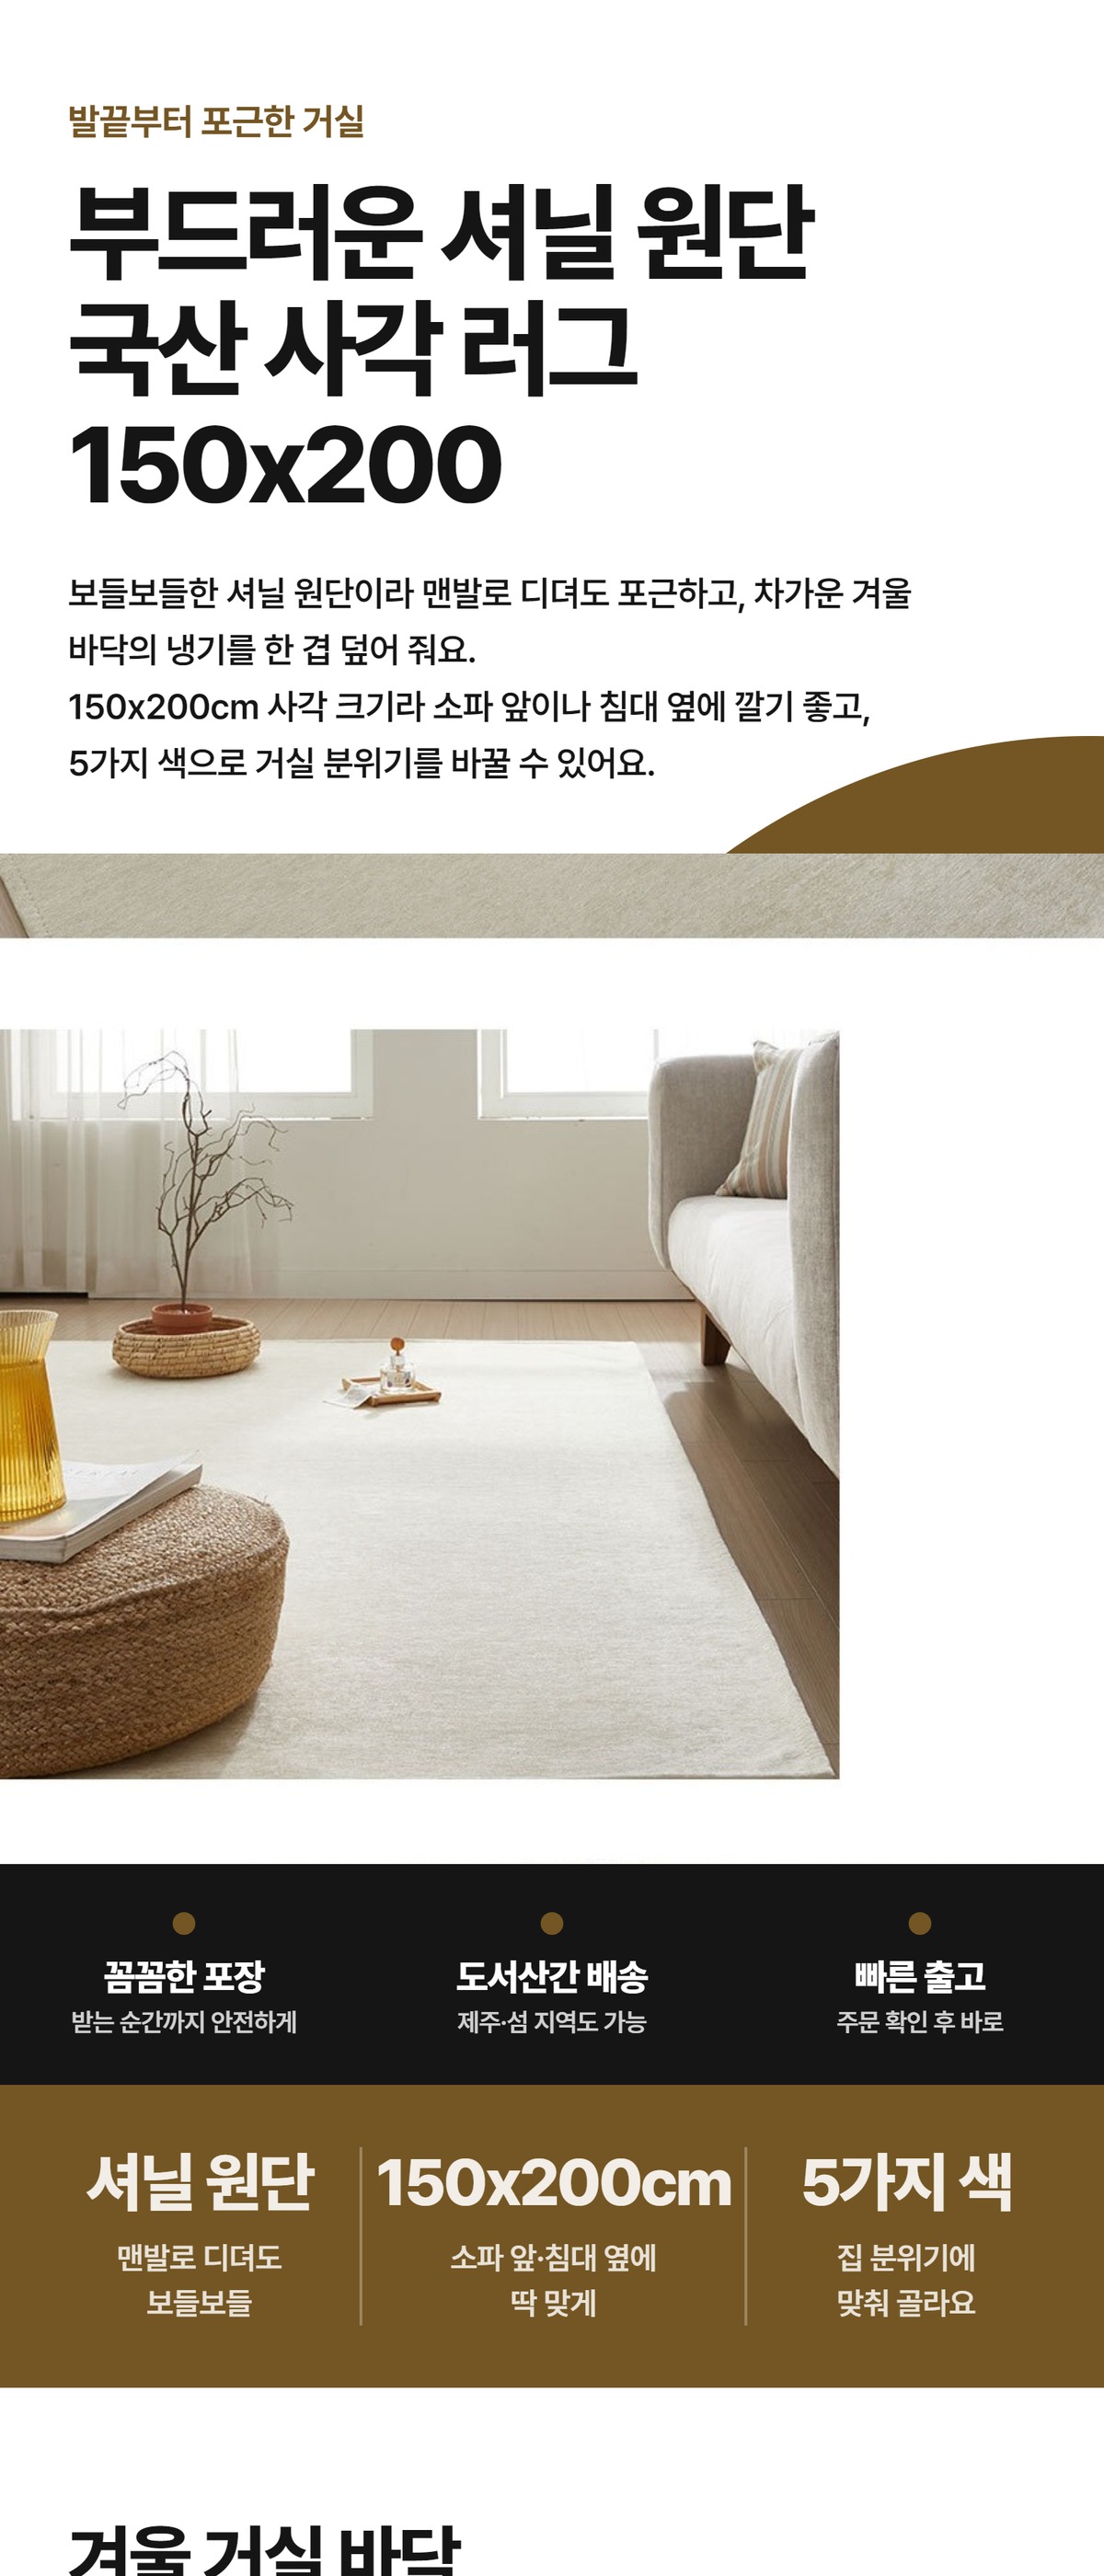 발끝부터 포근한 거실
부드러운 셔닐 원단
국산 사각 러그
150x200
보들보들한 셔닐 원단이라 맨발로 디뎌도 포근하고, 차가운 겨울
바닥의 냉기를 한 겹 덮어 줘요.
150x200cm 사각 크기라 소파 앞이나 침대 옆에 깔기 좋고,
5가지 색으로 거실 분위기를 바꿀 수 있어요.
꼼꼼한 포장
받는 순간까지 안전하게
도서산간 배송
제주·섬 지역도 가능
빠른 출고
주문 확인 후 바로
셔닐 원단
맨발로 디뎌도
보들보들
150x200cm
소파 앞·침대 옆에
딱 맞게
5가지 색
집 분위기에
맞춰 골라요
겨울 거실 바닥